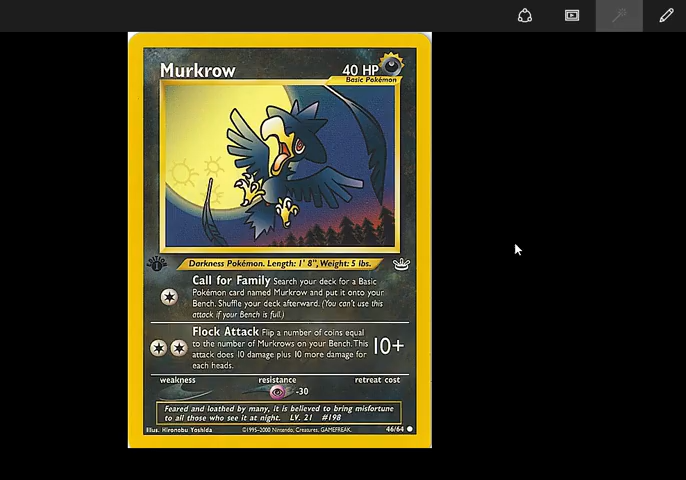 Murkrow 40 HP
Basic Pokémon
EDITION 1
Darkness Pokémon. Length: 1' 8", Weight: 5 lbs.
Call for Family Search your deck for a Basic
Pokémon card named Murkrow and put it onto your
Bench. Shuffle your deck afterward. (You can't use
this attack if your Bench is full.)
Flock Attack Flip a number of coins equal
to the number of Murkrows on your Bench. This
attack does 10 damage plus 10 more damage for
each heads.
10+
weakness resistance retreat cost
-30
Feared and loathed by many, it is believed to bring misfortune
to all those who see it at night. LV. 21 #198
Illus. Hironobu Yoshida ©1995-2000 Nintendo, Creatures, GAMEFREAK. 46/64